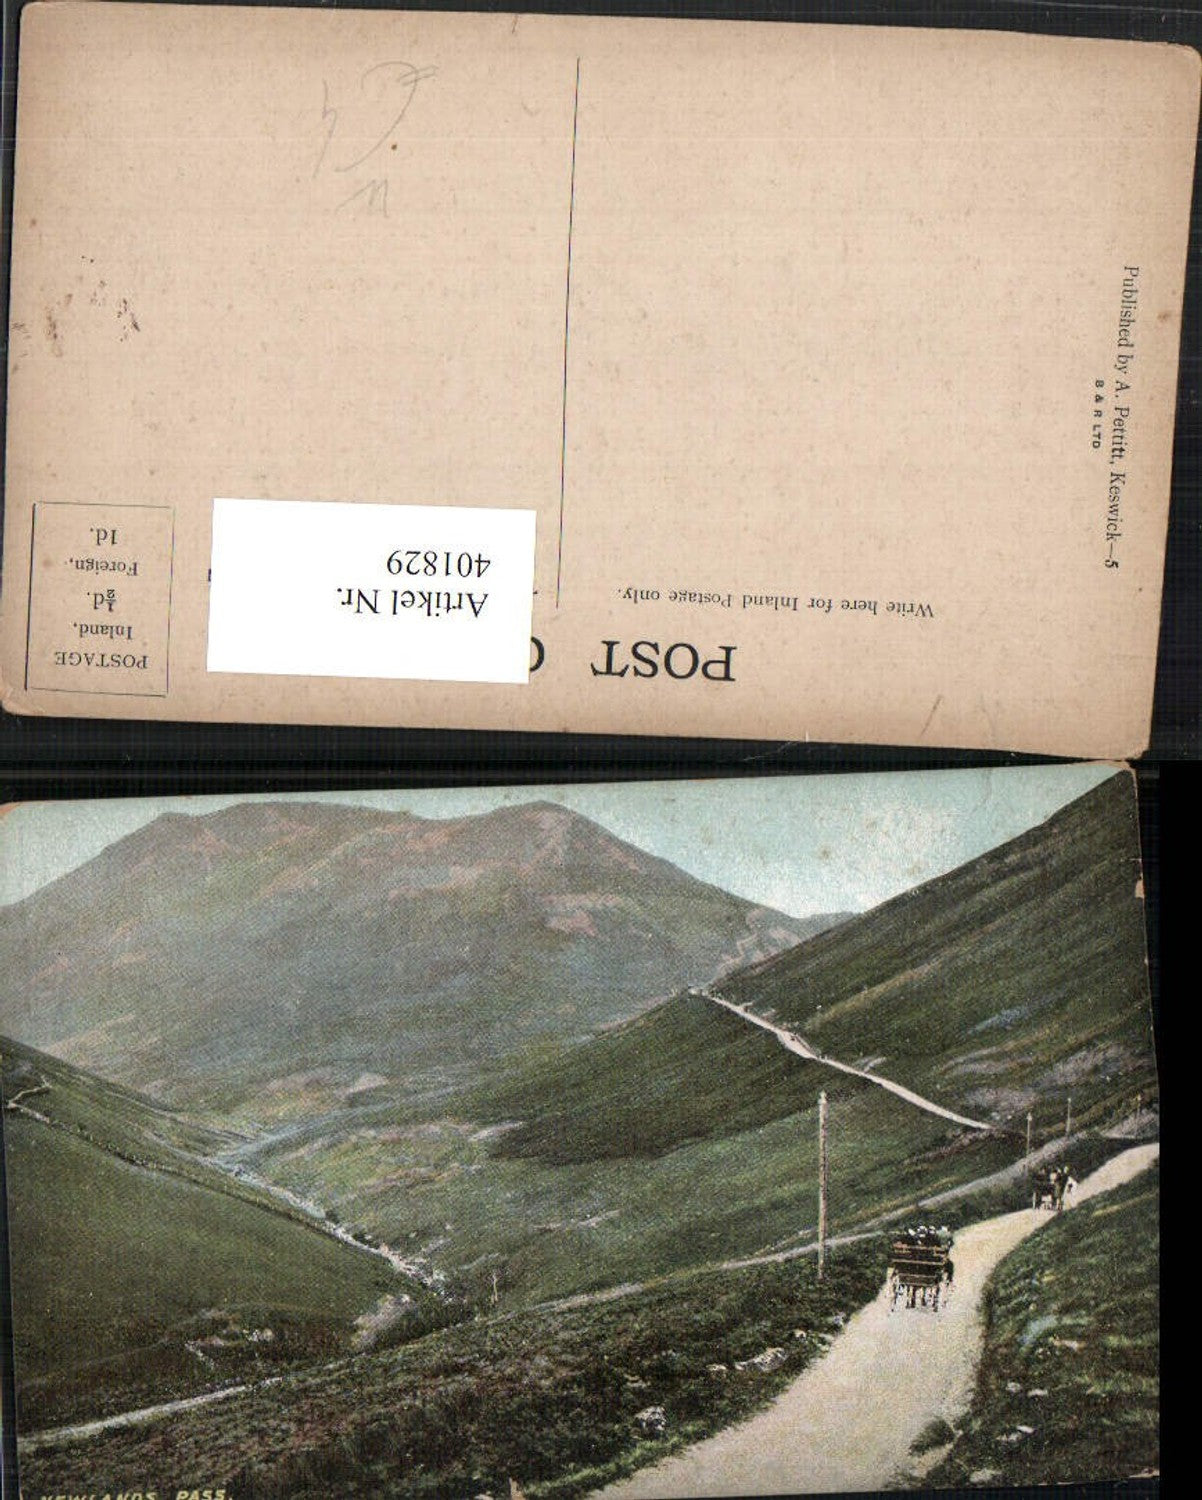 POST
Write here for Inland Postage only.
POSTAGE
Inland.
½d.
Foreign,
1d.
Artikel Nr.
401829
Published by A. Pettitt, Keswick—5
B & R LTD
NEWLANDS PASS.